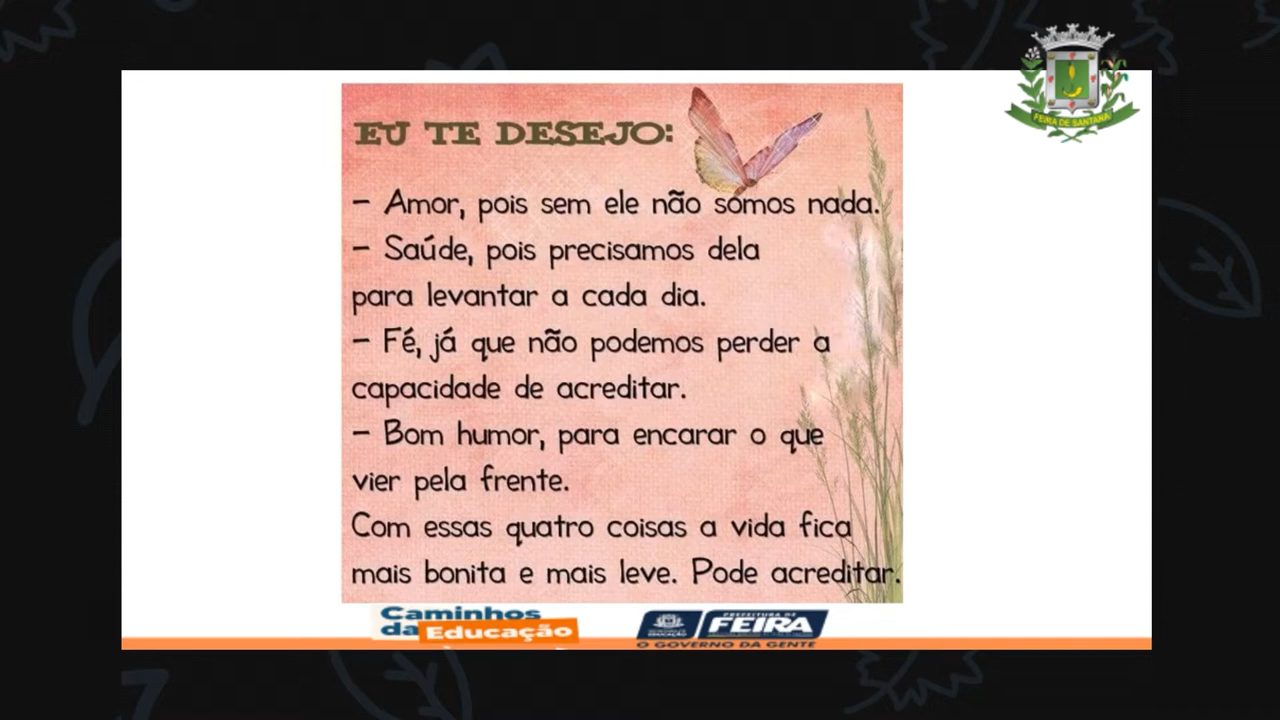 FEIRA DE SANTANA
EU TE DESEJO:
- Amor, pois sem ele não somos nada.
- Saúde, pois precisamos dela
para levantar a cada dia.
- Fé, já que não podemos perder a
capacidade de acreditar.
- Bom humor, para encarar o que
vier pela frente.
Com essas quatro coisas a vida fica
mais bonita e mais leve. Pode acreditar.
Caminhos
da Educação
EDUCAÇÃO
PREFEITURA DE
FEIRA
O GOVERNO DA GENTE